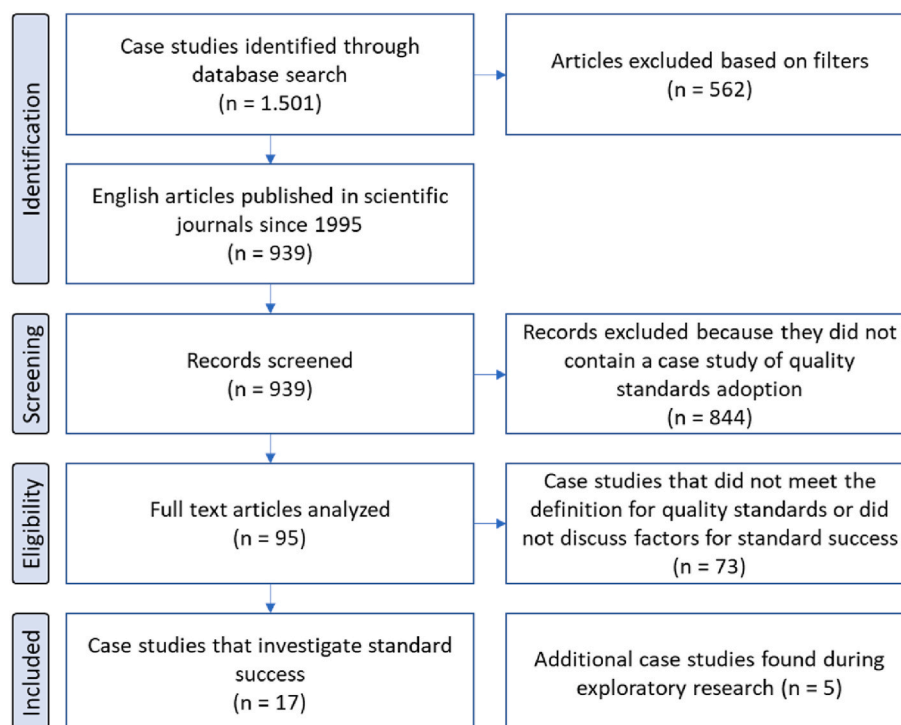 Identification
Case studies identified through
database search
(n = 1.501)
Articles excluded based on filters
(n = 562)
English articles published in scientific
journals since 1995
(n = 939)
Screening
Records screened
(n = 939)
Records excluded because they did not
contain a case study of quality
standards adoption
(n = 844)
Eligibility
Full text articles analyzed
(n = 95)
Case studies that did not meet the
definition for quality standards or did
not discuss factors for standard success
(n = 73)
Included
Case studies that investigate standard
success
(n = 17)
Additional case studies found during
exploratory research (n = 5)